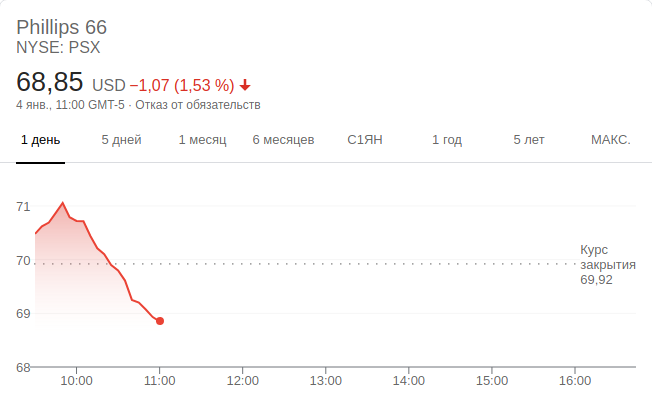 Phillips 66
NYSE: PSX
68,85 USD −1,07 (1,53 %)
4 янв., 11:00 GMT-5 · Отказ от обязательств
1 день 5 дней 1 месяц 6 месяцев С1ЯН 1 год 5 лет МАКС.
71
Курс
70
закрытия
69,92
69
68
10:00 11:00 12:00 13:00 14:00 15:00 16:00